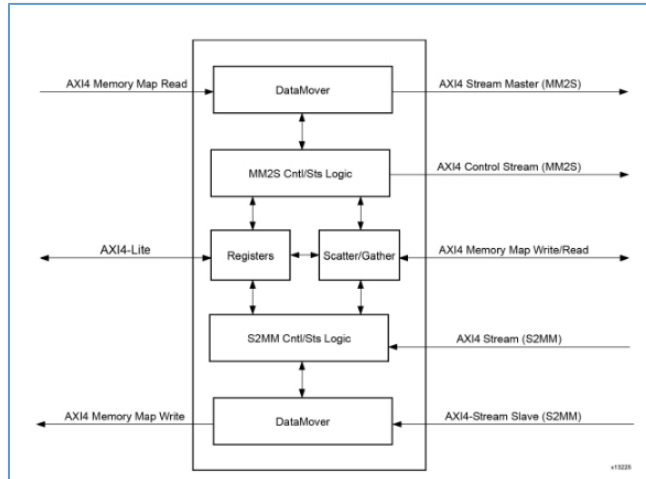 AXI4 Memory Map Read
DataMover
AXI4 Stream Master (MM2S)
MM2S Cntl/Sts Logic
AXI4 Control Stream (MM2S)
AXI4-Lite
Registers
Scatter/Gather
AXI4 Memory Map Write/Read
S2MM Cntl/Sts Logic
AXI4 Stream (S2MM)
AXI4 Memory Map Write
DataMover
AXI4-Stream Slave (S2MM)